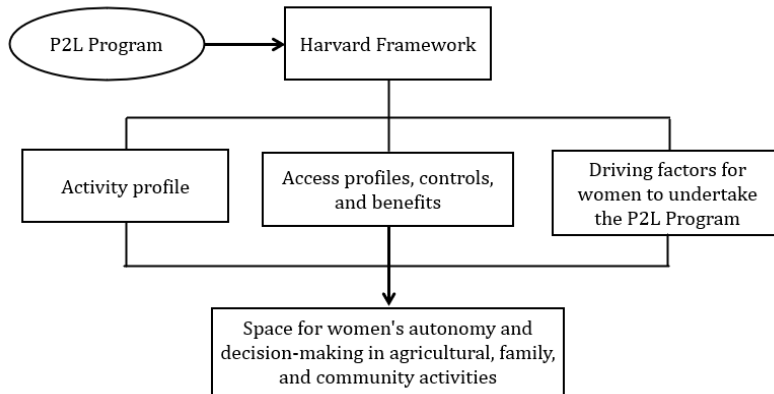 P2L Program
Harvard Framework
Activity profile
Access profiles, controls,
and benefits
Driving factors for
women to undertake
the P2L Program
Space for women's autonomy and
decision-making in agricultural, family,
and community activities